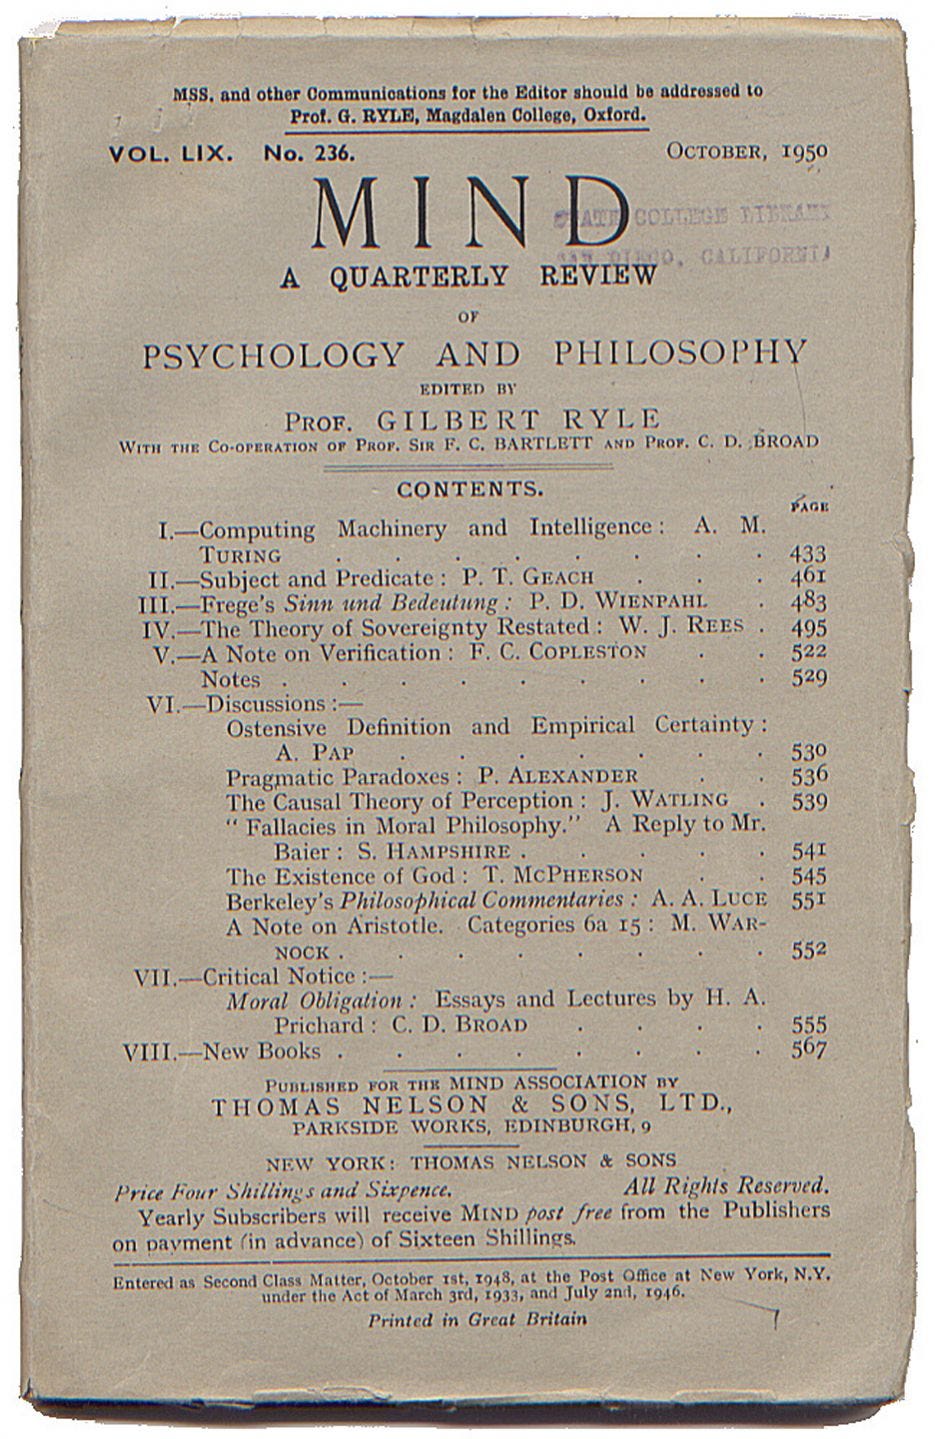 MSS. and other Communications for the Editor should be addressed to
Prof. G. RYLE, Magdalen College, Oxford.
VOL. LIX. No. 236. OCTOBER, 1950
MIND
STATE COLLEGE LIBRARY
SAN DIEGO, CALIFORNIA
A QUARTERLY REVIEW
OF
PSYCHOLOGY AND PHILOSOPHY
EDITED BY
PROF. GILBERT RYLE
WITH THE CO-OPERATION OF PROF. SIR F. C. BARTLETT AND PROF. C. D. BROAD
CONTENTS.
PAGE
I.—Computing Machinery and Intelligence : A. M.
TURING . . . . . . . . 433
II.—Subject and Predicate : P. T. GEACH . . . 461
III.—Frege's Sinn und Bedeutung : P. D. WIENPAHL . 483
IV.—The Theory of Sovereignty Restated : W. J. REES . 495
V.—A Note on Verification : F. C. COPLESTON . . 522
Notes . . . . . . . . . 529
VI.—Discussions :—
Ostensive Definition and Empirical Certainty :
A. PAP . . . . . . . 530
Pragmatic Paradoxes : P. ALEXANDER . . 536
The Causal Theory of Perception : J. WATLING . 539
" Fallacies in Moral Philosophy." A Reply to Mr.
Baier : S. HAMPSHIRE . . . . . 541
The Existence of God : T. MCPHERSON . . 545
Berkeley's Philosophical Commentaries : A. A. LUCE 551
A Note on Aristotle. Categories 6a 15 : M. WAR-
NOCK . . . . . . . . 552
VII.—Critical Notice :—
Moral Obligation : Essays and Lectures by H. A.
Prichard : C. D. BROAD . . . . 555
VIII.—New Books . . . . . . . . 567
PUBLISHED FOR THE MIND ASSOCIATION BY
THOMAS NELSON & SONS, LTD.,
PARKSIDE WORKS, EDINBURGH, 9
NEW YORK: THOMAS NELSON & SONS
Price Four Shillings and Sixpence. All Rights Reserved.
Yearly Subscribers will receive MIND post free from the Publishers
on payment (in advance) of Sixteen Shillings.
Entered as Second Class Matter, October 1st, 1948, at the Post Office at New York, N.Y.
under the Act of March 3rd, 1933, and July 2nd, 1946.
Printed in Great Britain